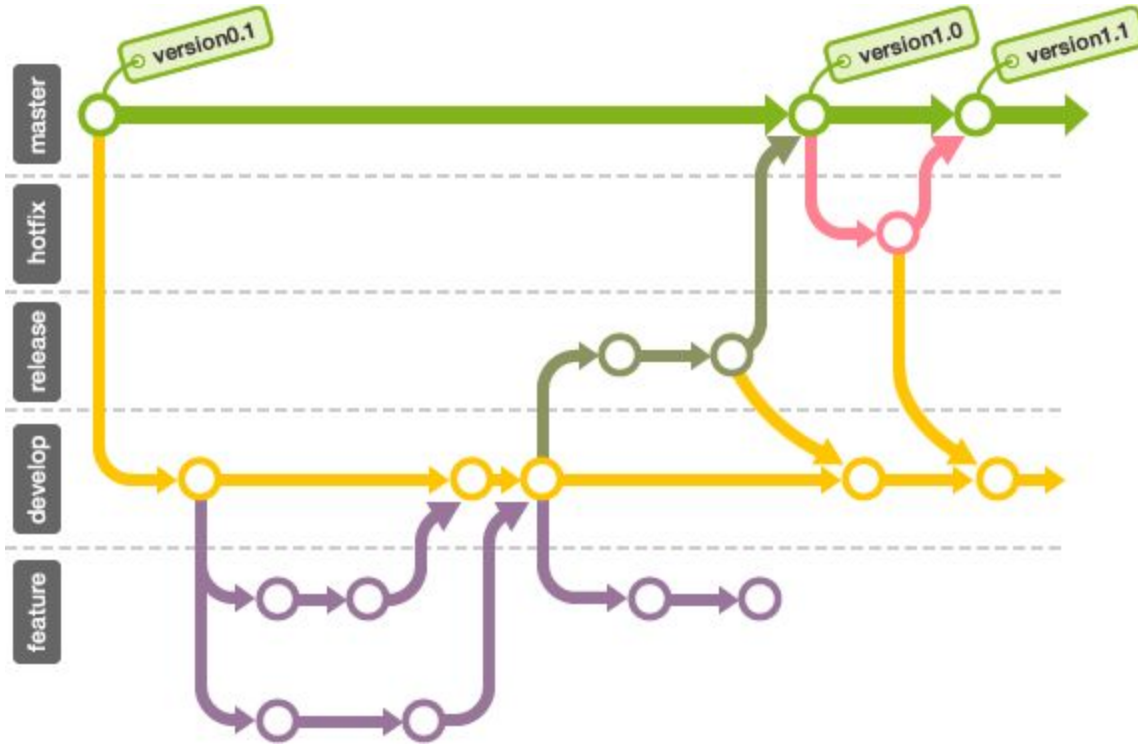 version0.1
version1.0
version1.1
master
hotfix
release
develop
feature